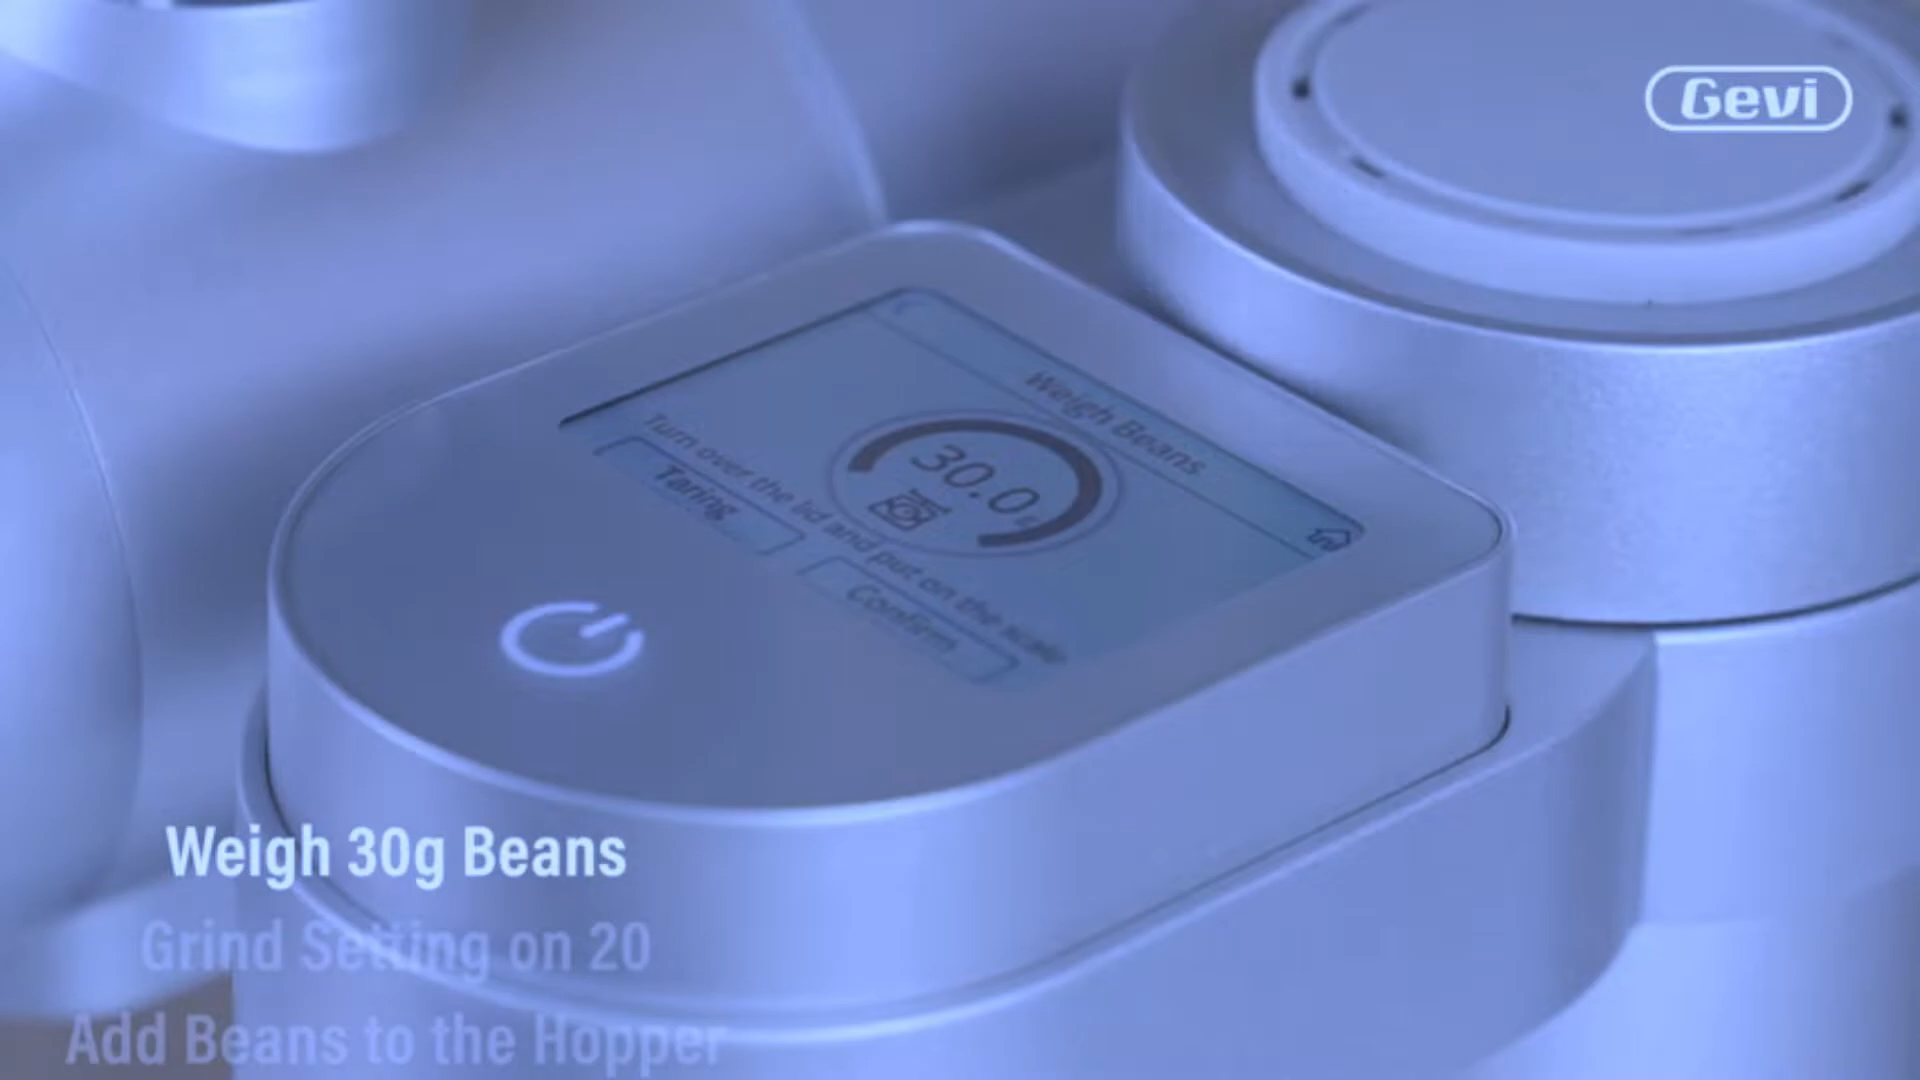 Gevi
Weigh Beans
30.0g
Turn over the lid and put on the scale
Taring
Confirm
Weigh 30g Beans
Grind Setting on 20
Add Beans to the Hopper